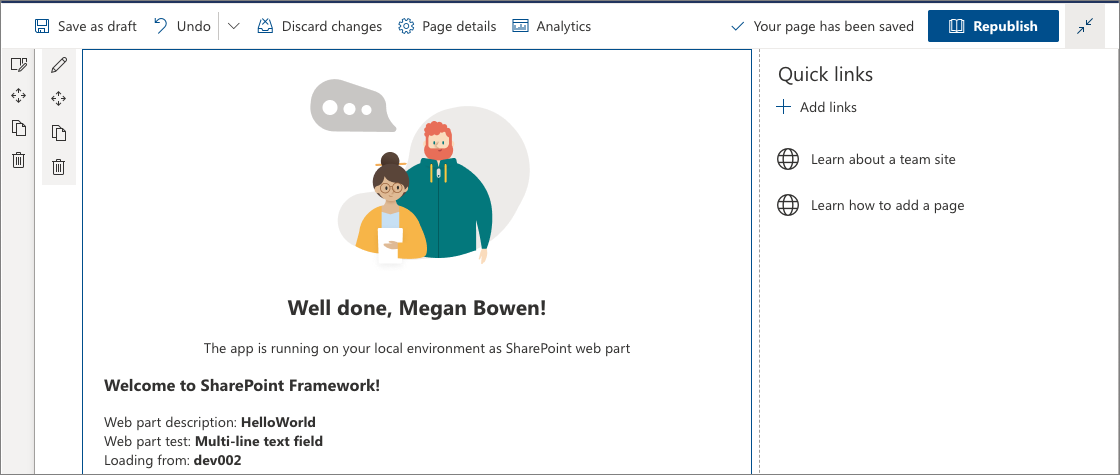 Save as draft Undo Discard changes Page details Analytics Your page has been saved Republish
Well done, Megan Bowen!
The app is running on your local environment as SharePoint web part
Welcome to SharePoint Framework!
Web part description: HelloWorld
Web part test: Multi-line text field
Loading from: dev002
Quick links
Add links
Learn about a team site
Learn how to add a page